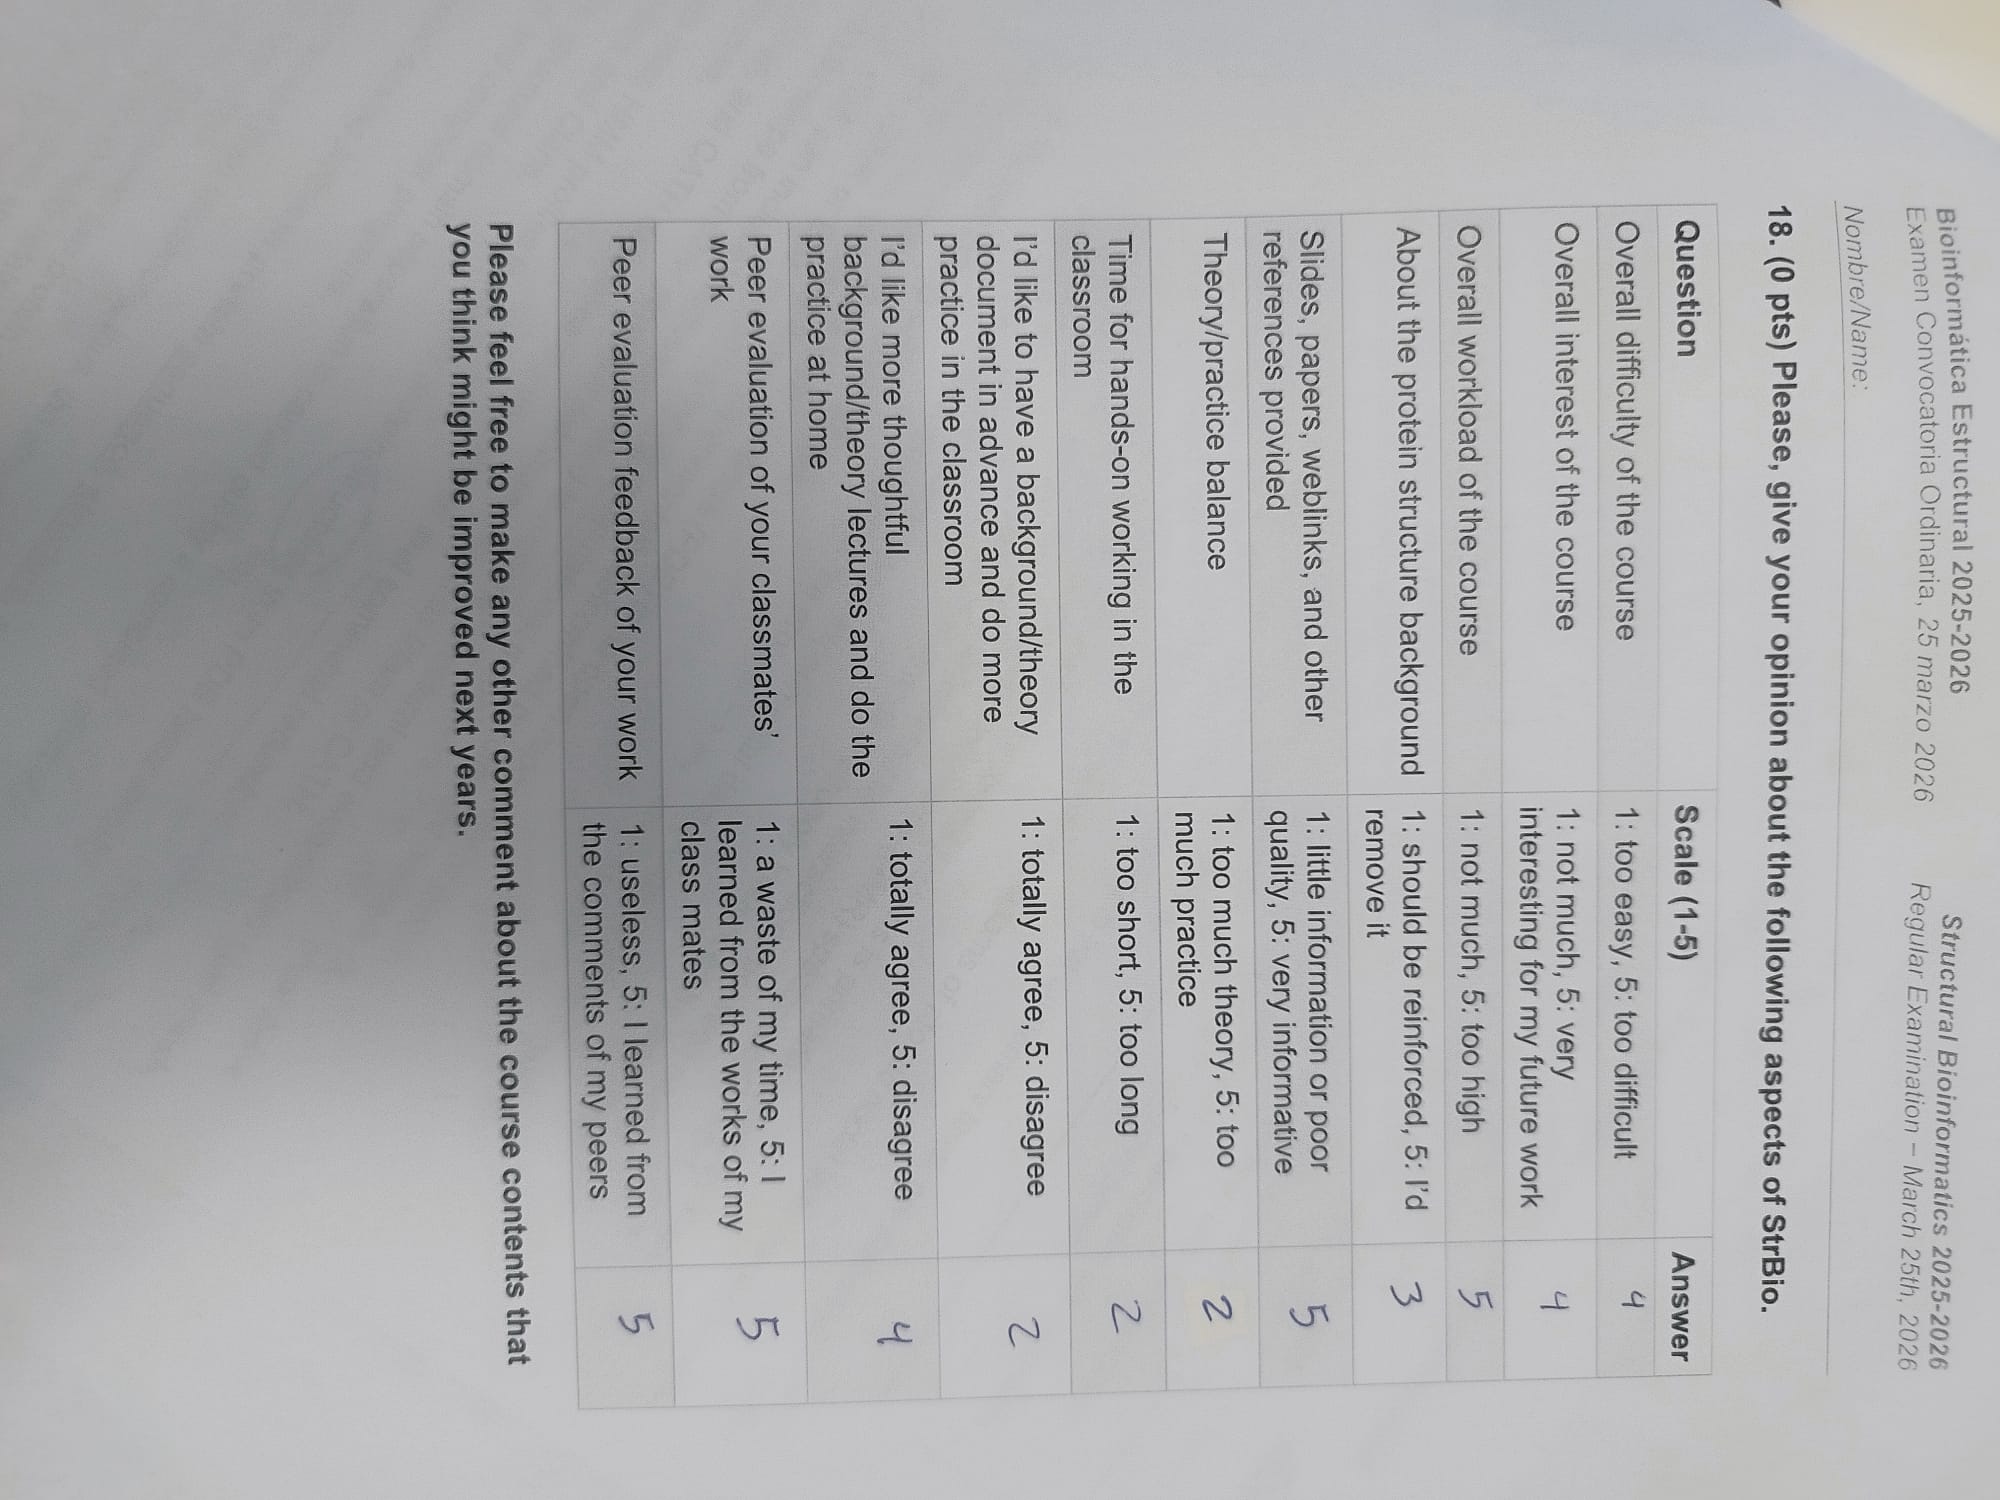 Bioinformática Estructural 2025-2026 Structural Bioinformatics 2025-2026
Examen Convocatoria Ordinaria, 25 marzo 2026 Regular Examination – March 25th, 2026
Nombre/Name:
18. (0 pts) Please, give your opinion about the following aspects of StrBio.
Question Scale (1-5) Answer
Overall difficulty of the course 1: too easy, 5: too difficult 4
Overall interest of the course 1: not much, 5: very 4
interesting for my future work
Overall workload of the course 1: not much, 5: too high 5
About the protein structure background 1: should be reinforced, 5: I'd 3
remove it
Slides, papers, weblinks, and other 1: little information or poor 5
references provided quality, 5: very informative
Theory/practice balance 1: too much theory, 5: too 2
much practice
Time for hands-on working in the 1: too short, 5: too long 2
classroom
I'd like to have a background/theory 1: totally agree, 5: disagree 2
document in advance and do more
practice in the classroom
I'd like more thoughtful 1: totally agree, 5: disagree 4
background/theory lectures and do the
practice at home
Peer evaluation of your classmates' 1: a waste of my time, 5: I 5
work learned from the works of my
class mates
Peer evaluation feedback of your work 1: useless, 5: I learned from 5
the comments of my peers
Please feel free to make any other comment about the course contents that
you think might be improved next years.